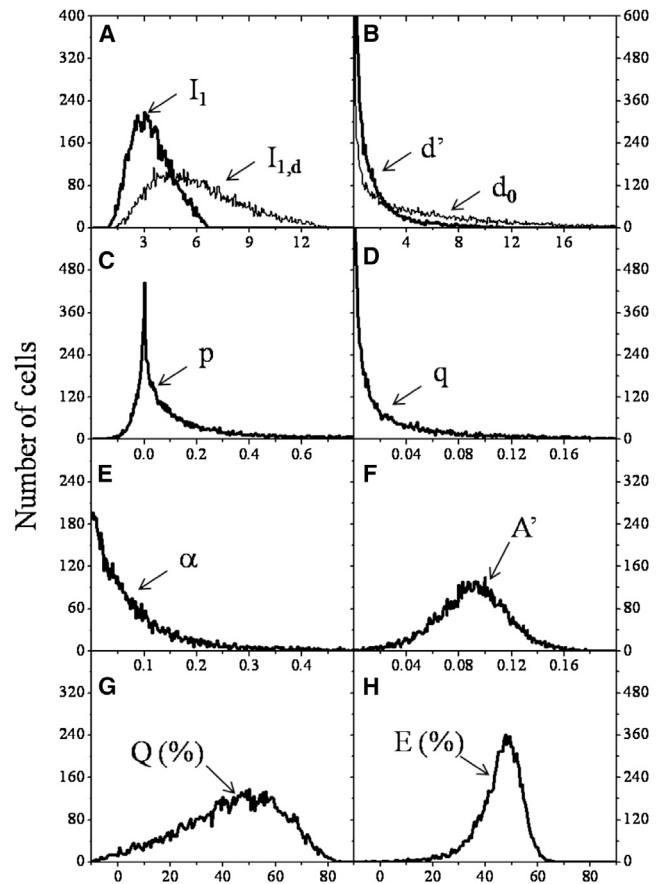 Number of cells
A
400
320
240
160
80
0
I₁
I₁,d
3 6 9 12
B
600
480
360
240
120
0
d'
d₀
4 8 12 16
C
480
360
240
120
0
p
0.0 0.2 0.4 0.6
D
480
360
240
120
0
q
0.04 0.08 0.12 0.16
E
240
180
120
60
0
α
0.1 0.2 0.3 0.4
F
320
240
160
80
0
A'
0.04 0.08 0.12 0.16
G
320
240
160
80
0
Q (%)
0 20 40 60 80
H
480
360
240
120
0
E (%)
0 20 40 60 80